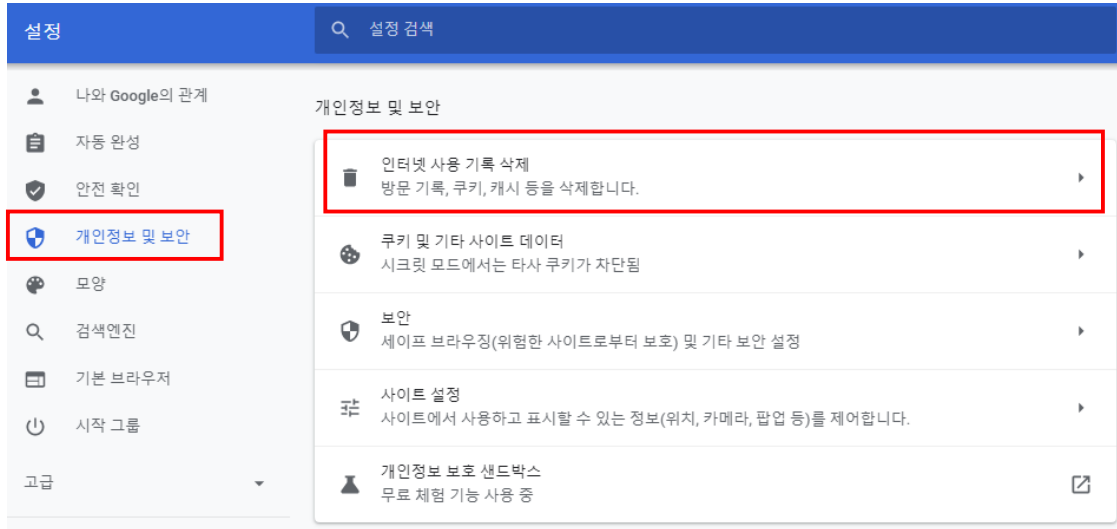 설정
설정 검색
나와 Google의 관계
자동 완성
안전 확인
개인정보 및 보안
모양
검색엔진
기본 브라우저
시작 그룹
고급
개인정보 및 보안
인터넷 사용 기록 삭제
방문 기록, 쿠키, 캐시 등을 삭제합니다.
쿠키 및 기타 사이트 데이터
시크릿 모드에서는 타사 쿠키가 차단됨
보안
세이프 브라우징(위험한 사이트로부터 보호) 및 기타 보안 설정
사이트 설정
사이트에서 사용하고 표시할 수 있는 정보(위치, 카메라, 팝업 등)를 제어합니다.
개인정보 보호 샌드박스
무료 체험 기능 사용 중